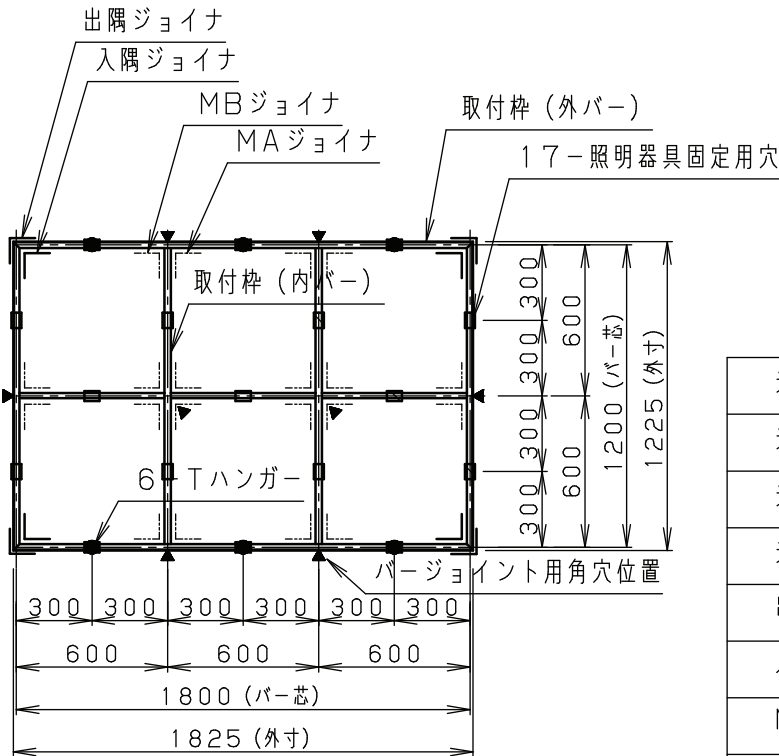 出隅ジョイナ
入隅ジョイナ
MBジョイナ
MAジョイナ
取付枠(外バー)
17-照明器具固定用穴
取付枠(内バー)
300
300
300
300
600
600
1200(バー芯)
1225(外寸)
6-Tハンガー
バージョイント用角穴位置
300 300 300 300 300 300
600 600 600
1800(バー芯)
1825(外寸)